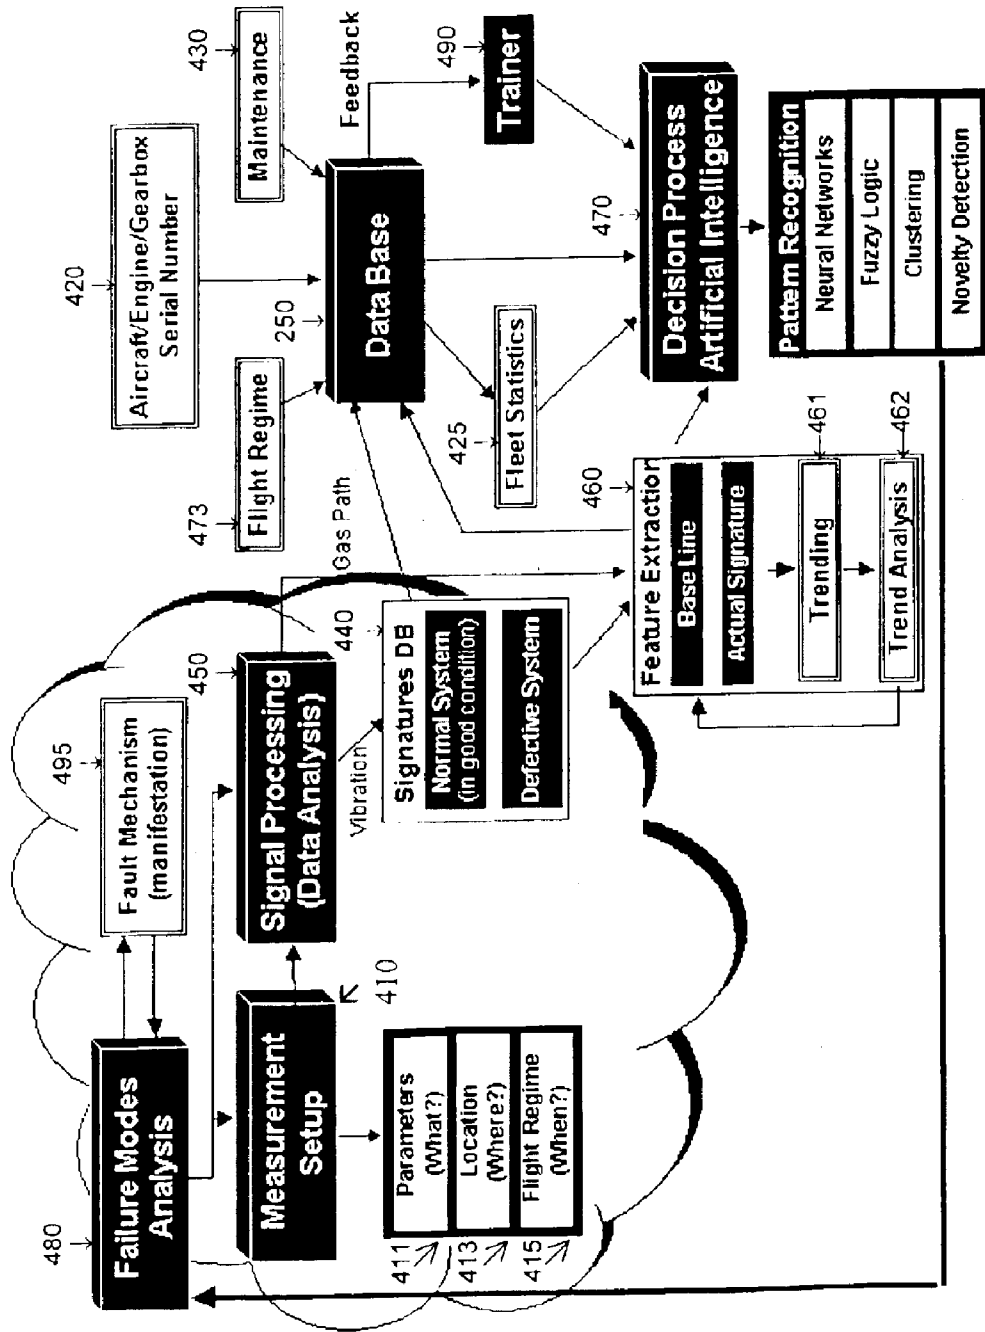 480
Failure Modes
Analysis
495
Fault Mechanism
(manifestation)
420
Aircraft/Engine/Gearbox
Serial Number
430
Maintenance
473
Flight Regime
450
Signal Processing
(Data Analysis)
Measurement
Setup
410
250
Data Base
Feedback
Gas Path
Vibration
440
Signatures DB
Normal System
(in good condition)
Defective System
411
Parameters
(What?)
413
Location
(Where?)
415
Flight Regime
(When?)
425
Fleet Statistics
490
Trainer
460
Feature Extraction
Base Line
Actual Signature
Trending
461
Trend Analysis
462
470
Decision Process
Artificial Intelligence
Pattern Recognition
Neural Networks
Fuzzy Logic
Clustering
Novelty Detection